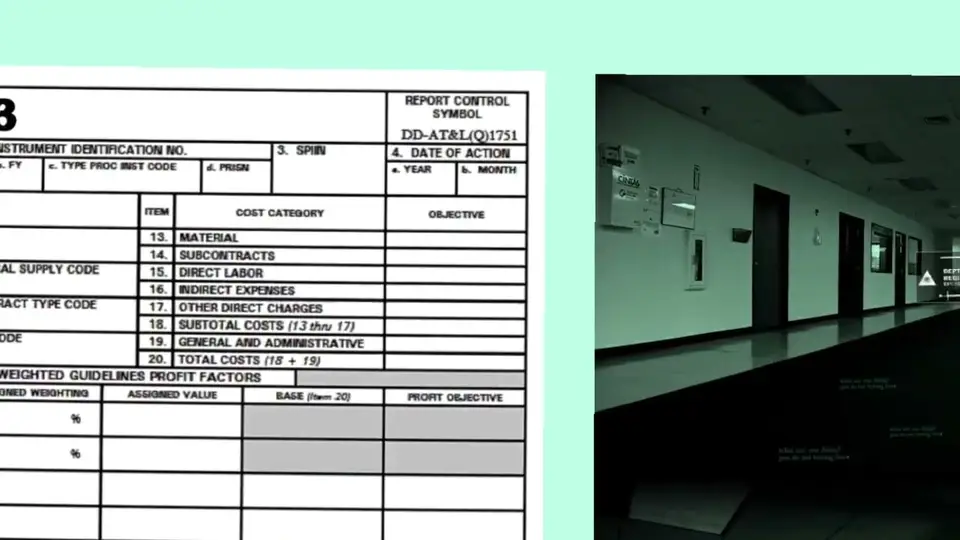 3
REPORT CONTROL
SYMBOL
DD-AT&L(Q)1751
NSTRUMENT IDENTIFICATION NO.
3. SPIIN
4. DATE OF ACTION
. FY
c. TYPE PROC INST CODE
d. PRISN
a. YEAR
b. MONTH
ITEM
COST CATEGORY
OBJECTIVE
13. MATERIAL
14. SUBCONTRACTS
AL SUPPLY CODE
15. DIRECT LABOR
16. INDIRECT EXPENSES
RACT TYPE CODE
17. OTHER DIRECT CHARGES
18. SUBTOTAL COSTS (13 thru 17)
ODE
19. GENERAL AND ADMINISTRATIVE
20. TOTAL COSTS (18 + 19)
WEIGHTED GUIDELINES PROFIT FACTORS
GNED WEIGHTING
ASSIGNED VALUE
BASE (Item 20)
PROFIT OBJECTIVE
%
%